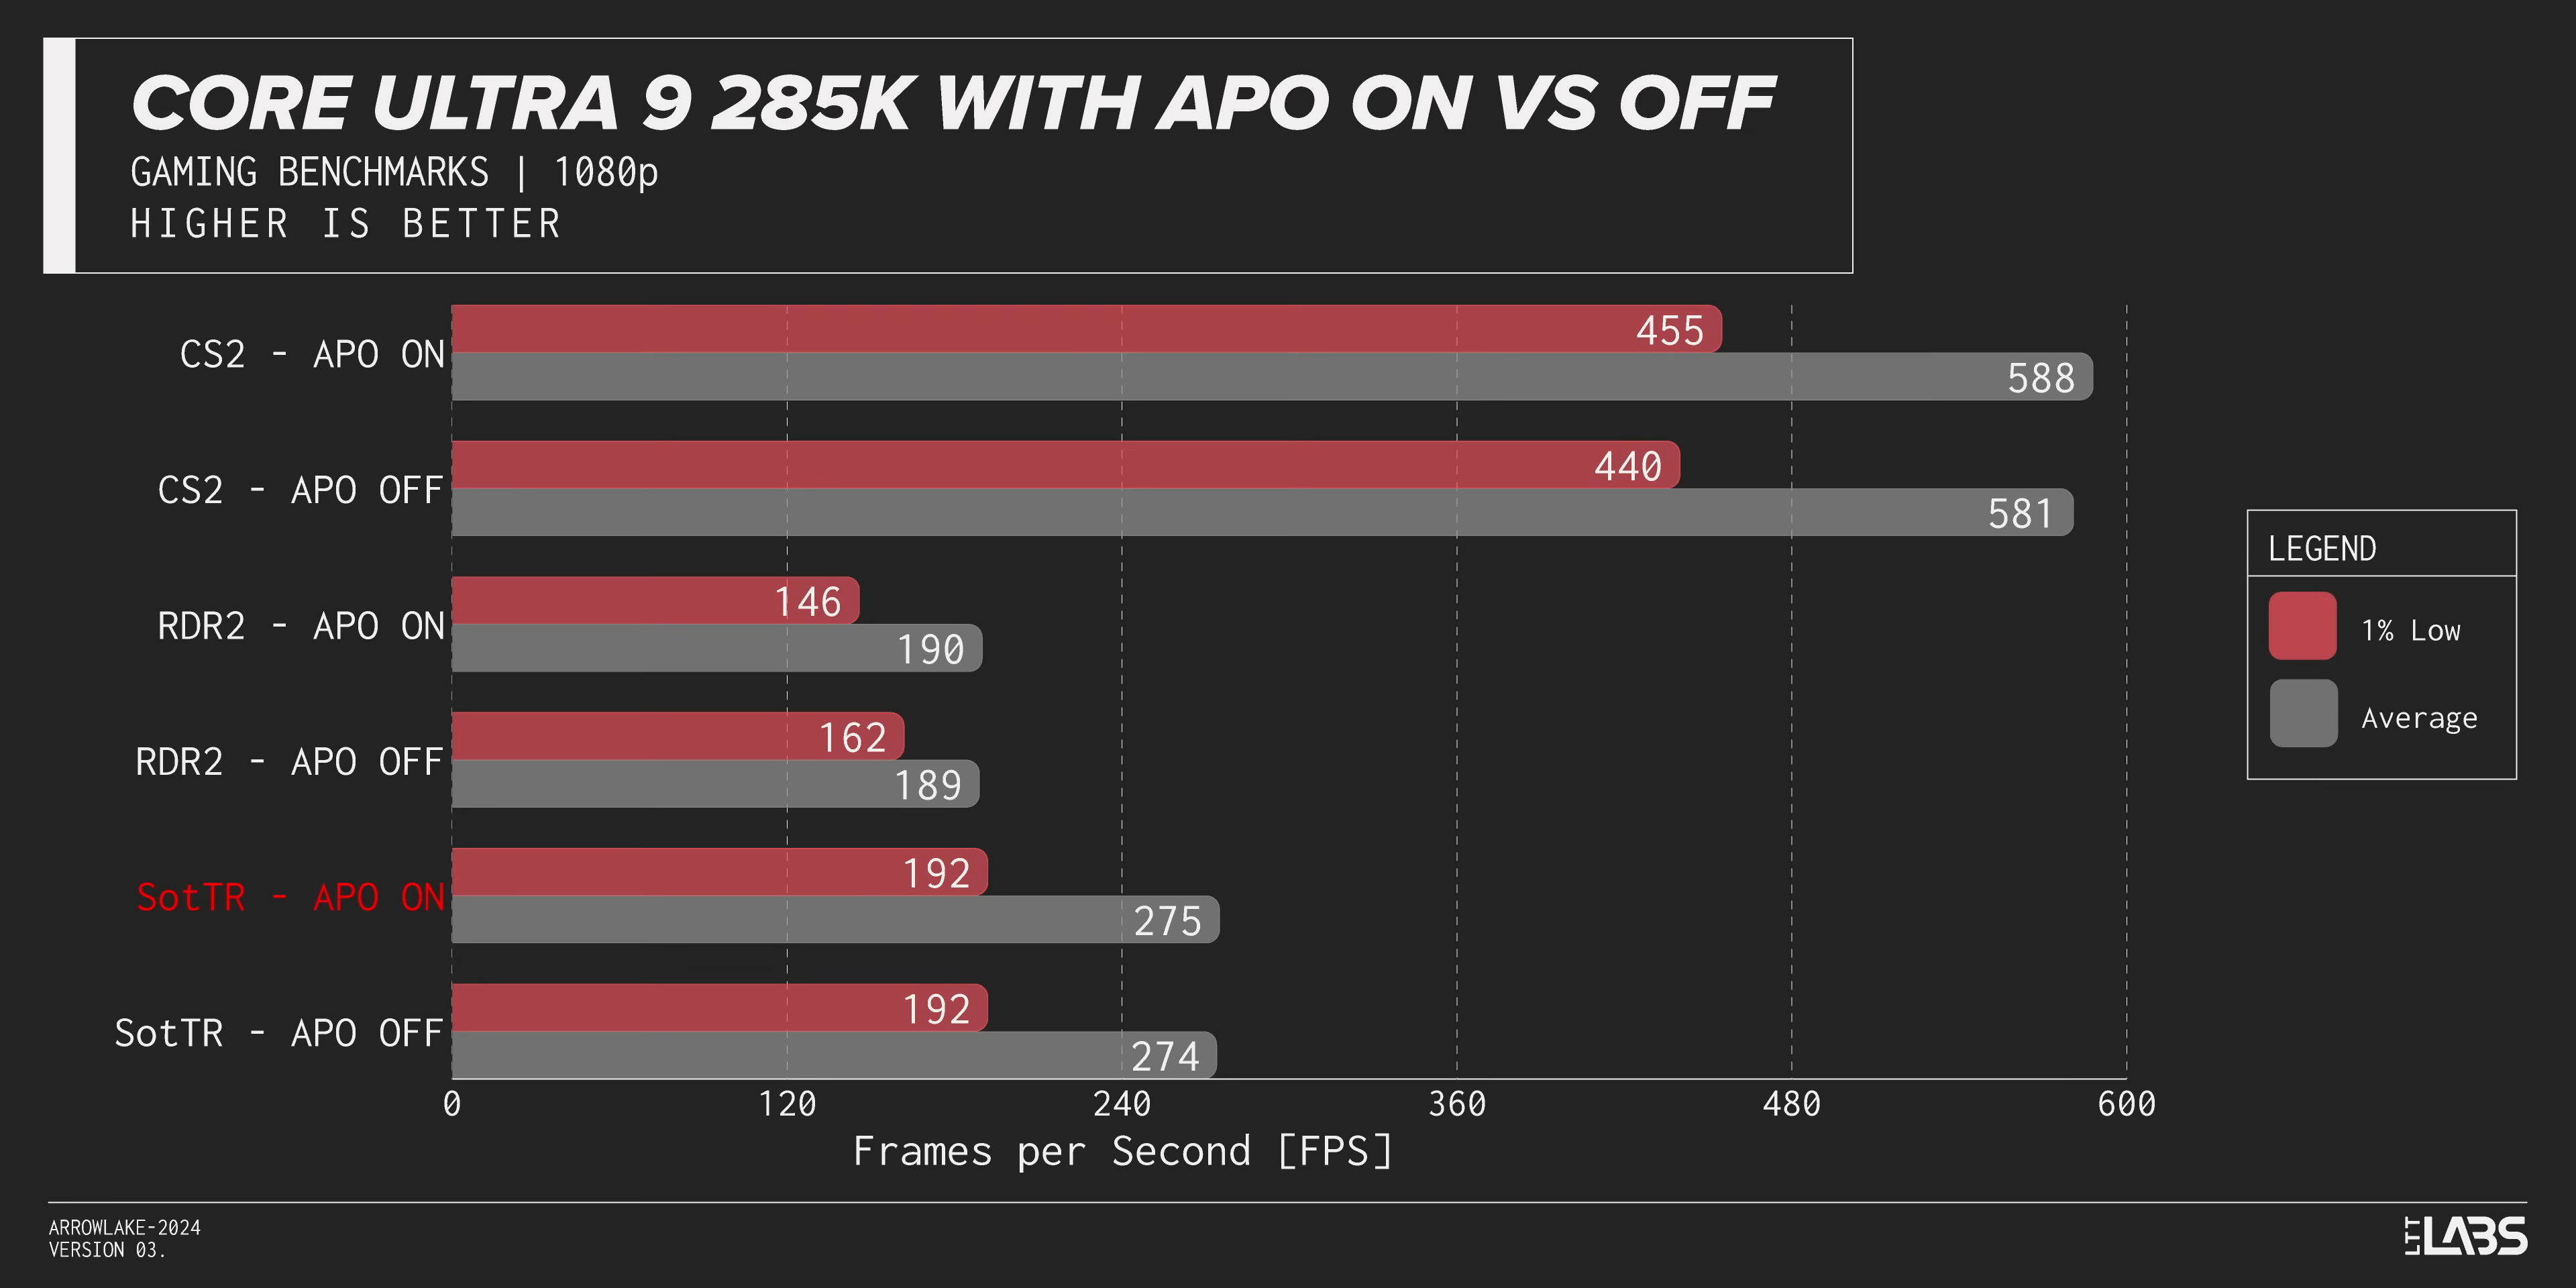 CORE ULTRA 9 285K WITH APO ON VS OFF
GAMING BENCHMARKS | 1080p
HIGHER IS BETTER
CS2 - APO ON
455
588
CS2 - APO OFF
440
581
RDR2 - APO ON
146
190
RDR2 - APO OFF
162
189
SotTR - APO ON
192
275
SotTR - APO OFF
192
274
0 120 240 360 480 600
Frames per Second [FPS]
LEGEND
1% Low
Average
ARROWLAKE-2024
VERSION 03.
LTT LABS